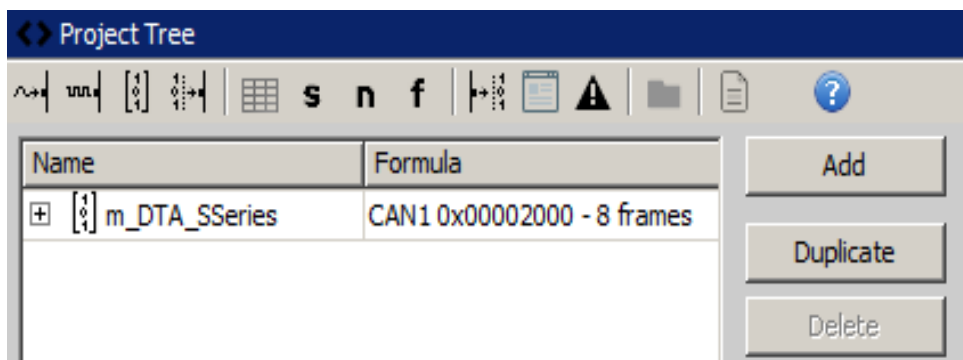 Project Tree
s n f
Name Formula Add
m_DTA_SSeries CAN1 0x00002000 - 8 frames
Duplicate
Delete